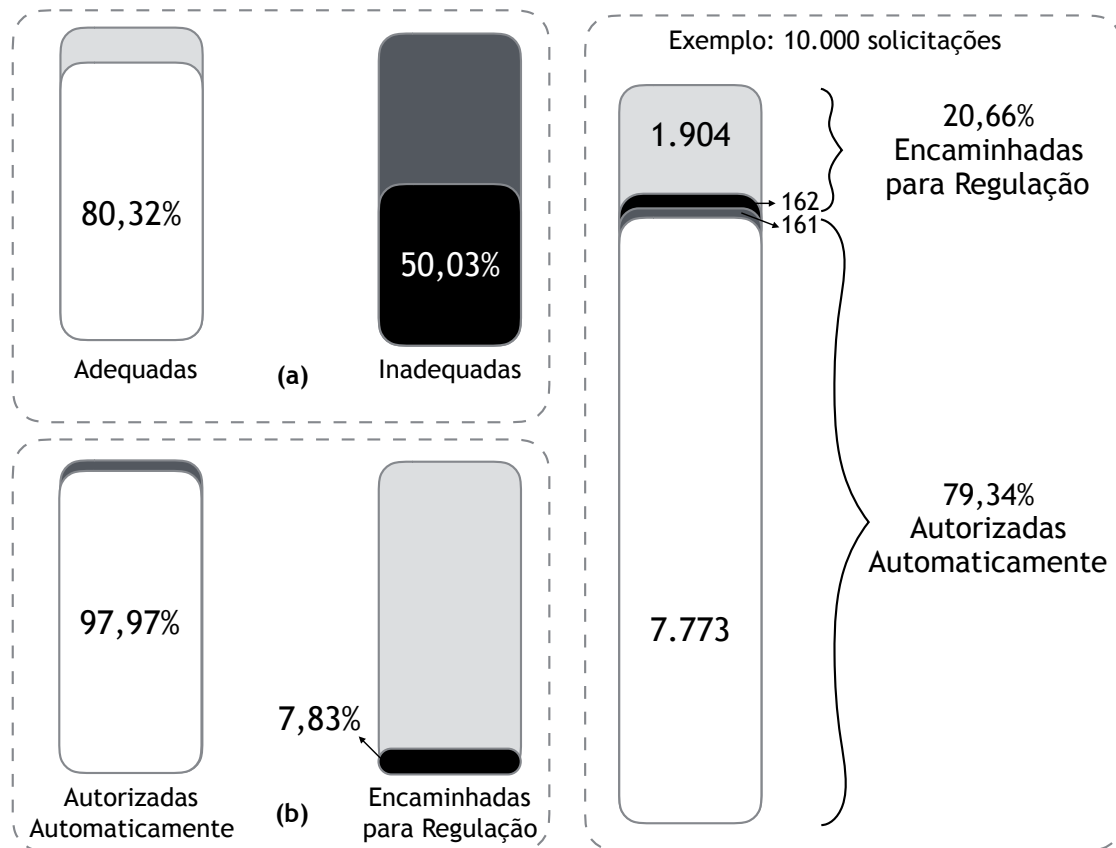 80,32%
50,03%
Adequadas
(a)
Inadequadas
97,97%
7,83%
Autorizadas
Automaticamente
(b)
Encaminhadas
para Regulação
Exemplo: 10.000 solicitações
1.904
162
161
20,66%
Encaminhadas
para Regulação
7.773
79,34%
Autorizadas
Automaticamente